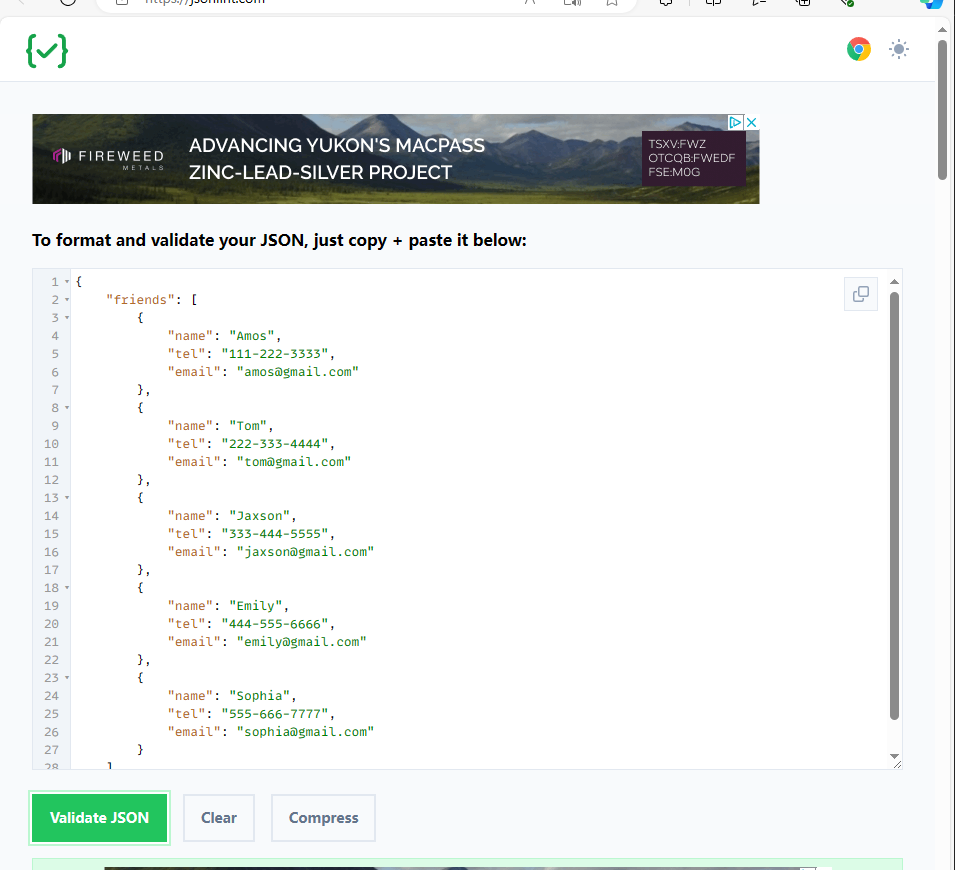 https://jsonlint.com
FIREWEED
METALS
ADVANCING YUKON'S MACPASS
ZINC-LEAD-SILVER PROJECT
TSXV:FWZ
OTCQB:FWEDF
FSE:M0G
To format and validate your JSON, just copy + paste it below:
1 {
2 "friends": [
3 {
4 "name": "Amos",
5 "tel": "111-222-3333",
6 "email": "amos@gmail.com"
7 },
8 {
9 "name": "Tom",
10 "tel": "222-333-4444",
11 "email": "tom@gmail.com"
12 },
13 {
14 "name": "Jaxson",
15 "tel": "333-444-5555",
16 "email": "jaxson@gmail.com"
17 },
18 {
19 "name": "Emily",
20 "tel": "444-555-6666",
21 "email": "emily@gmail.com"
22 },
23 {
24 "name": "Sophia",
25 "tel": "555-666-7777",
26 "email": "sophia@gmail.com"
27 }
28 ]
Validate JSON
Clear
Compress